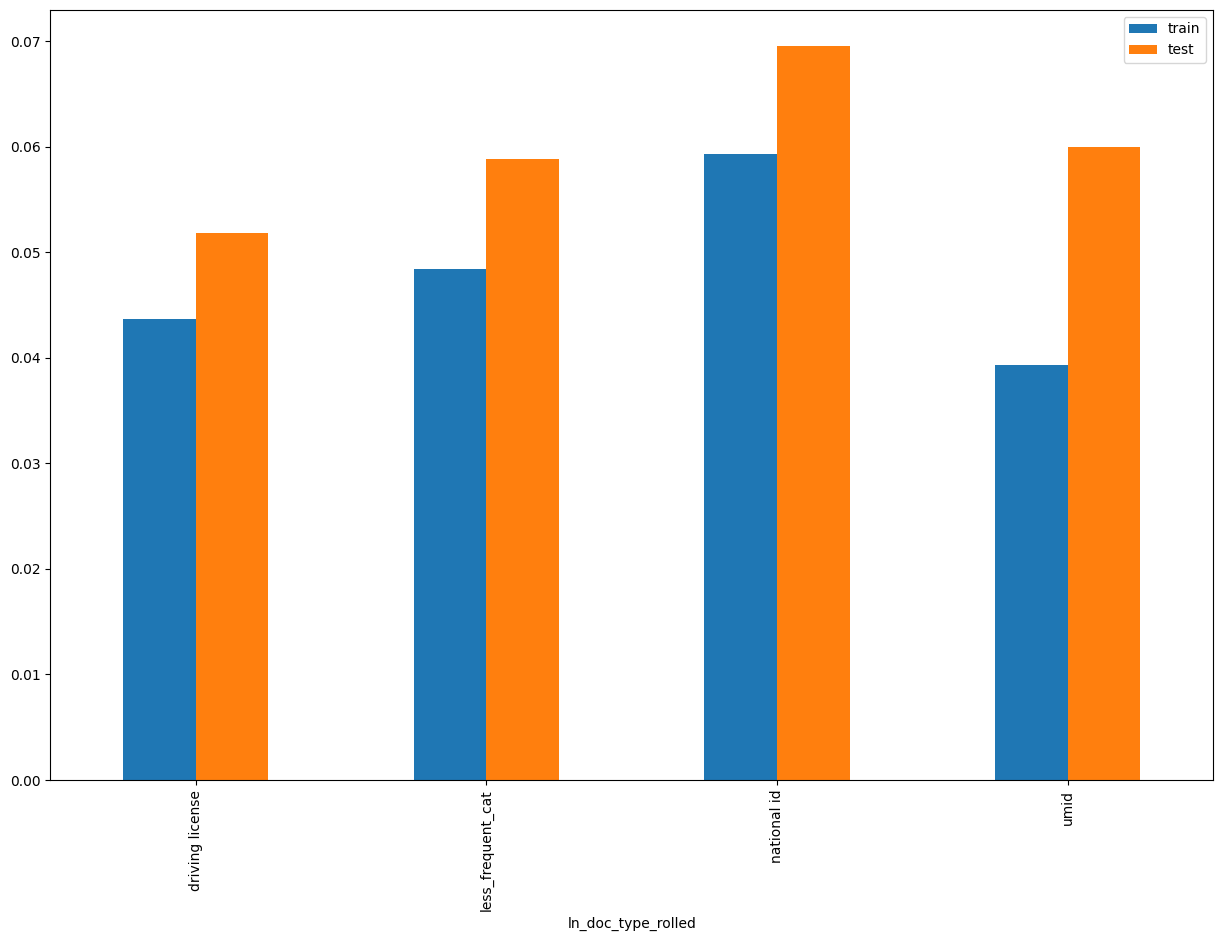 train
test
0.07
0.06
0.05
0.04
0.03
0.02
0.01
0.00
driving license
less_frequent_cat
national id
umid
ln_doc_type_rolled